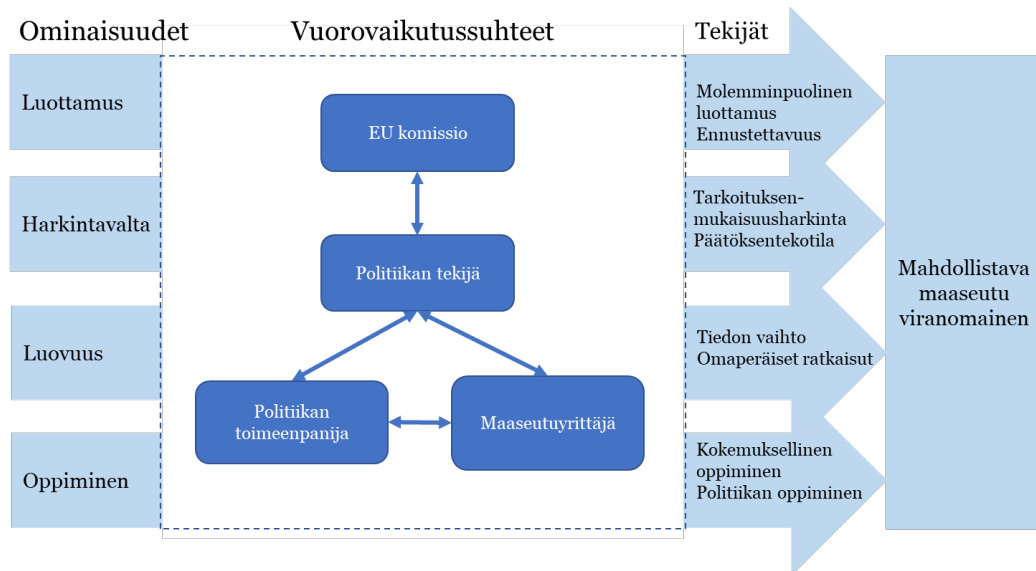 Ominaisuudet
Vuorovaikutussuhteet
Tekijät
Luottamus
Harkintavalta
Luovuus
Oppiminen
EU komissio
Politiikan tekijä
Politiikan
toimeenpanija
Maaseutuyrittäjä
Molemminpuolinen
luottamus
Ennustettavuus
Tarkoituksen-
mukaisuusharkinta
Päätöksentekotila
Tiedon vaihto
Omaperäiset ratkaisut
Kokemuksellinen
oppiminen
Politiikan oppiminen
Mahdollistava
maaseutu
viranomainen